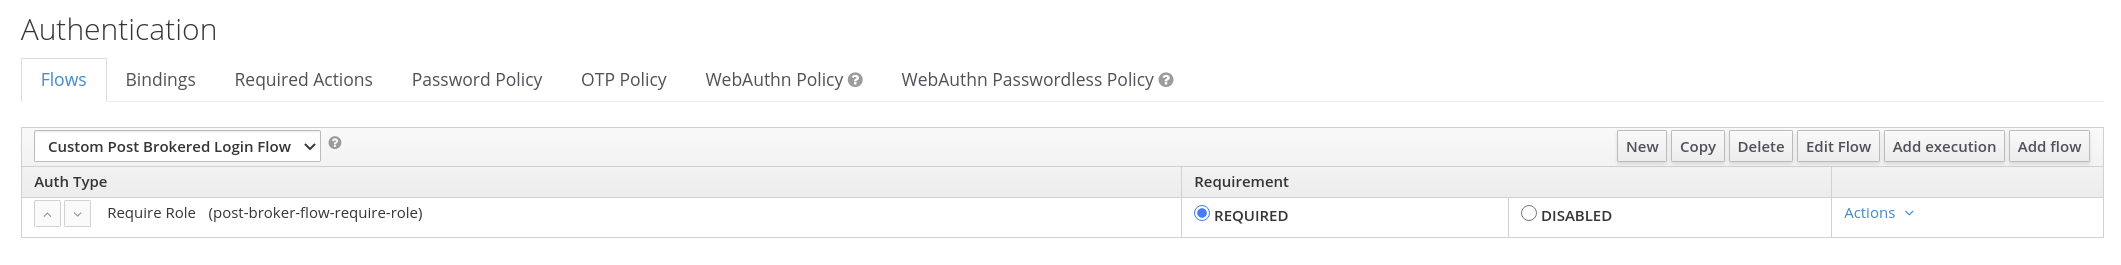 Authentication
Flows Bindings Required Actions Password Policy OTP Policy WebAuthn Policy ? WebAuthn Passwordless Policy ?
Custom Post Brokered Login Flow ? New Copy Delete Edit Flow Add execution Add flow
Auth Type Requirement
Require Role (post-broker-flow-require-role) REQUIRED DISABLED Actions